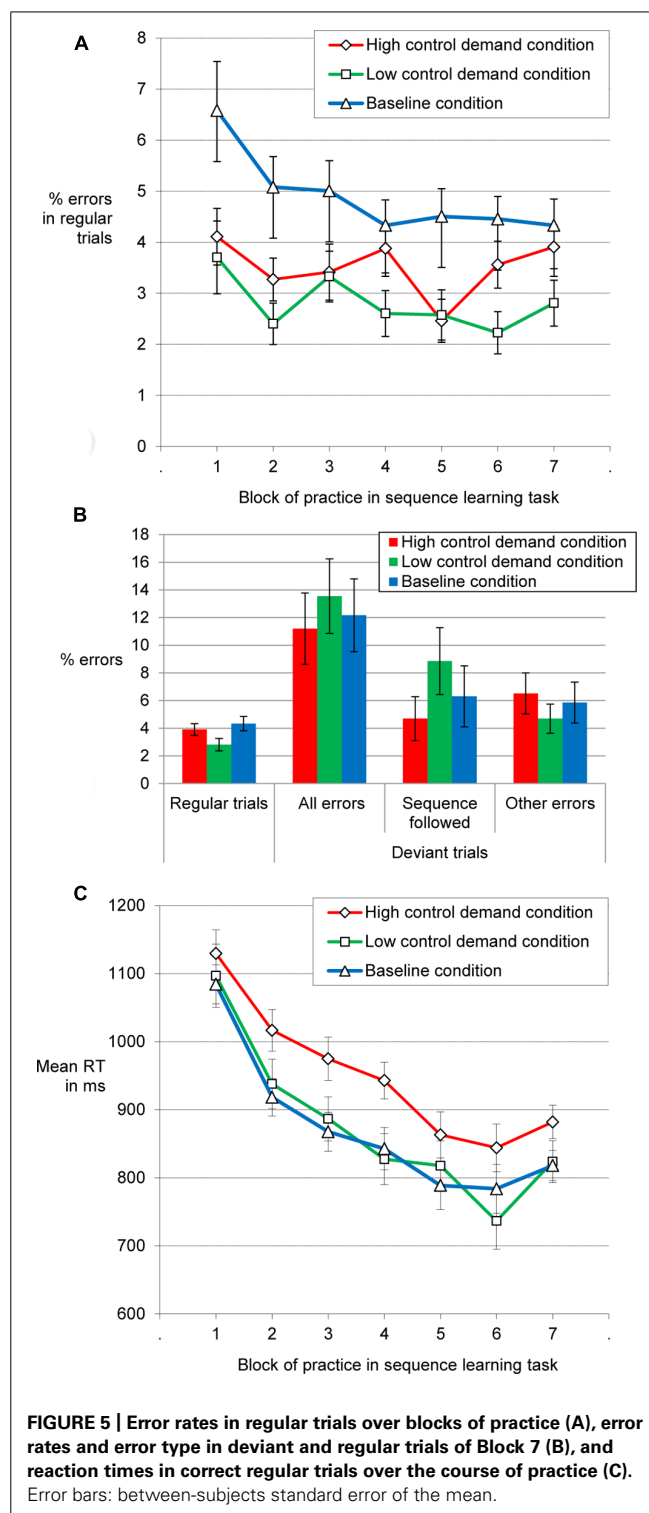 A
8
7
6
5
4
3
2
1
0
% errors
in regular
trials
High control demand condition
Low control demand condition
Baseline condition
. 1 2 3 4 5 6 7 .
Block of practice in sequence learning task
B
18
16
14
12
10
8
6
4
2
0
% errors
High control demand condition
Low control demand condition
Baseline condition
Regular trials All errors Sequence followed Other errors
Deviant trials
C
1200
1100
1000
900
800
700
600
Mean RT
in ms
High control demand condition
Low control demand condition
Baseline condition
. 1 2 3 4 5 6 7 .
Block of practice in sequence learning task
FIGURE 5 | Error rates in regular trials over blocks of practice (A), error
rates and error type in deviant and regular trials of Block 7 (B), and
reaction times in correct regular trials over the course of practice (C).
Error bars: between-subjects standard error of the mean.